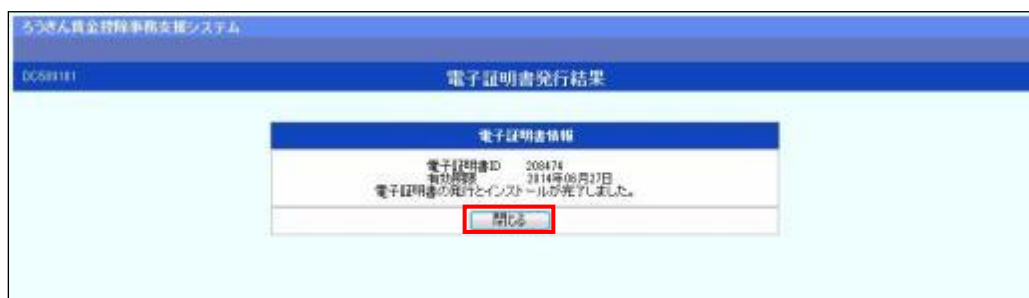 ろうきん賃金控除事務支援システム
電子証明書発行結果
電子証明書情報
電子証明書ID 208474
有効期限 2014年06月27日
電子証明書の発行とインストールが完了しました。
閉じる